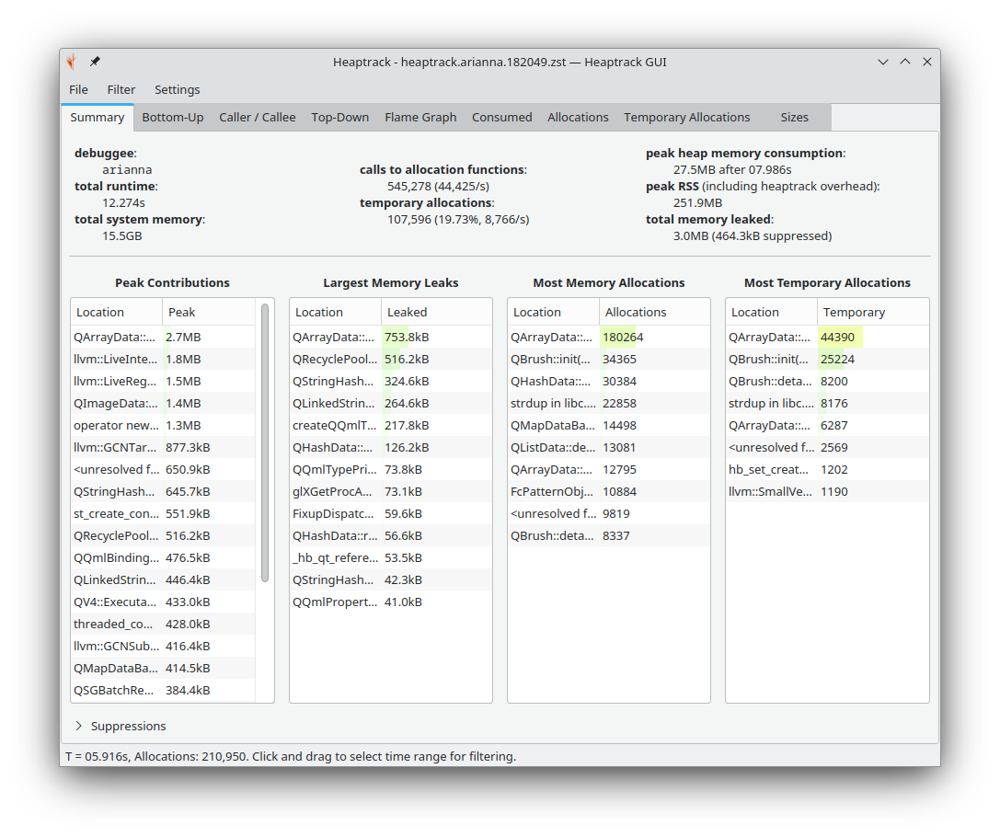 Heaptrack - heaptrack.arianna.182049.zst — Heaptrack GUI
File Filter Settings
Summary Bottom-Up Caller / Callee Top-Down Flame Graph Consumed Allocations Temporary Allocations Sizes
debuggee:
arianna
total runtime:
12.274s
total system memory:
15.5GB
calls to allocation functions:
545,278 (44,425/s)
temporary allocations:
107,596 (19.73%, 8,766/s)
peak heap memory consumption:
27.5MB after 07.986s
peak RSS (including heaptrack overhead):
251.9MB
total memory leaked:
3.0MB (464.3kB suppressed)
Peak Contributions
Location Peak
QArrayData::... 2.7MB
llvm::LiveInte... 1.8MB
llvm::LiveReg... 1.5MB
QImageData:... 1.4MB
operator new... 1.3MB
llvm::GCNTar... 877.3kB
<unresolved f... 650.9kB
QStringHash... 645.7kB
st_create_con... 551.9kB
QRecyclePool... 516.2kB
QQmlBinding... 476.5kB
QLinkedStrin... 446.4kB
QV4::Executa... 433.0kB
threaded_co... 428.0kB
llvm::GCNSub... 416.4kB
QMapDataBa... 414.5kB
QSGBatchRe... 384.4kB
Largest Memory Leaks
Location Leaked
QArrayData::... 753.8kB
QRecyclePool... 516.2kB
QStringHash... 324.6kB
QLinkedStrin... 264.6kB
createQQmlT... 217.8kB
QHashData::... 126.2kB
QQmlTypePri... 73.8kB
glXGetProcA... 73.1kB
FixupDispatc... 59.6kB
QHashData::r... 56.6kB
_hb_qt_refere... 53.5kB
QStringHash... 42.3kB
QQmlPropert... 41.0kB
Most Memory Allocations
Location Allocations
QArrayData::... 180264
QBrush::init(... 34365
QHashData::... 30384
strdup in libc.... 22858
QMapDataBa... 14498
QListData::de... 13081
QArrayData::... 12795
FcPatternObj... 10884
<unresolved f... 9819
QBrush::deta... 8337
Most Temporary Allocations
Location Temporary
QArrayData::... 44390
QBrush::init(... 25224
QBrush::deta... 8200
strdup in libc.... 8176
QArrayData::... 6287
<unresolved f... 2569
hb_set_creat... 1202
llvm::SmallVe... 1190
Suppressions
T = 05.916s, Allocations: 210,950. Click and drag to select time range for filtering.